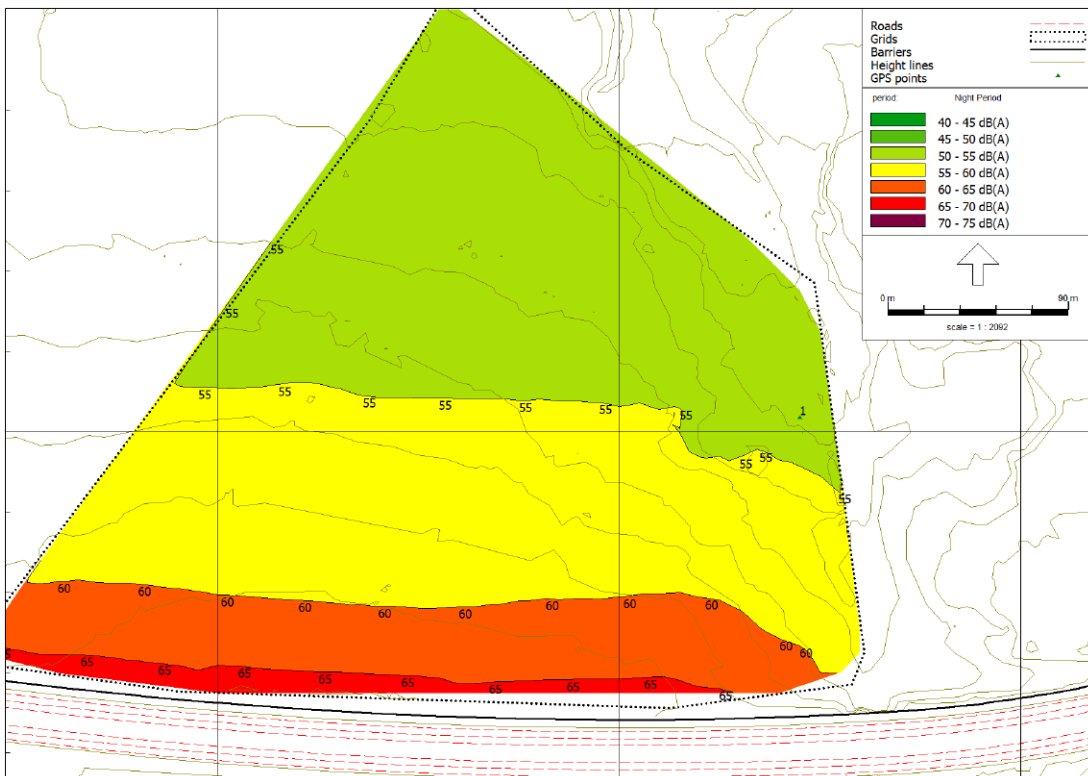 Roads
Grids
Barriers
Height lines
GPS points
period: Night Period
40 - 45 dB(A)
45 - 50 dB(A)
50 - 55 dB(A)
55 - 60 dB(A)
60 - 65 dB(A)
65 - 70 dB(A)
70 - 75 dB(A)
0 m 90 m
scale = 1 : 2092
55
55
55 55 55 55 55 55 55
1
55 55
55
60 60 60 60 60 60 60 60 60
60 60
65 65 65 65 65 65 65 65
65